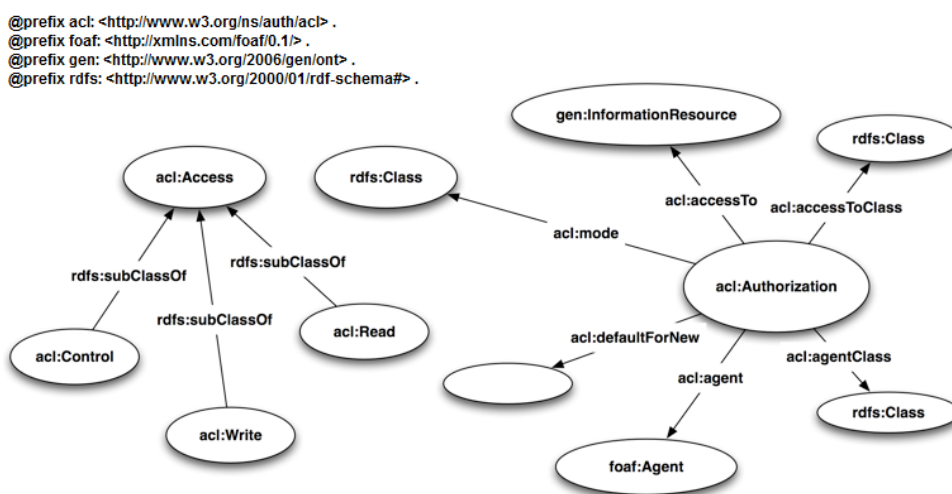 @prefix acl: <http://www.w3.org/ns/auth/acl> .
@prefix foaf: <http://xmlns.com/foaf/0.1/> .
@prefix gen: <http://www.w3.org/2006/gen/ont> .
@prefix rdfs: <http://www.w3.org/2000/01/rdf-schema#> .
gen:InformationResource
rdfs:Class
acl:Access
rdfs:Class
acl:accessTo
acl:accessToClass
acl:mode
rdfs:subClassOf
rdfs:subClassOf
acl:Authorization
rdfs:subClassOf
acl:Read
acl:defaultForNew
acl:Control
acl:agentClass
acl:agent
rdfs:Class
acl:Write
foaf:Agent